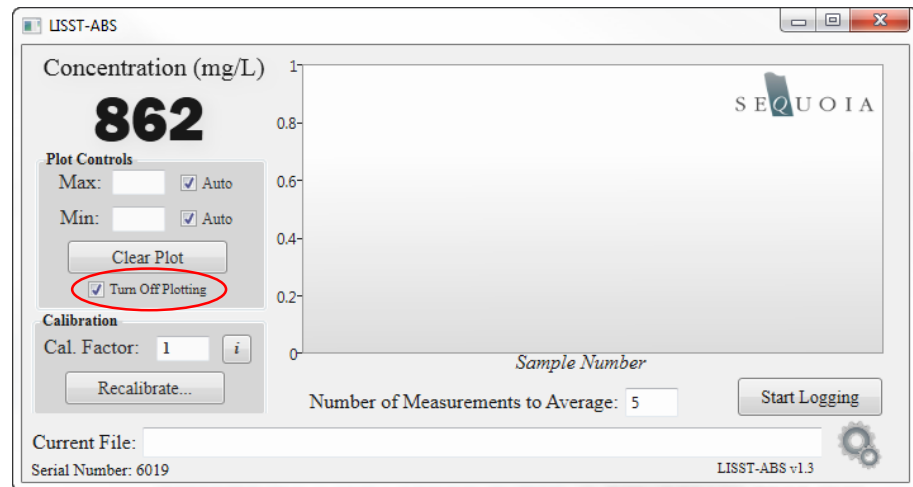 LISST-ABS
Concentration (mg/L)
862
Plot Controls
Max: Auto
Min: Auto
Clear Plot
Turn Off Plotting
Calibration
Cal. Factor: 1 i
Recalibrate...
1
0.8
0.6
0.4
0.2
0
SEQUOIA
Sample Number
Number of Measurements to Average: 5
Start Logging
Current File:
Serial Number: 6019
LISST-ABS v1.3